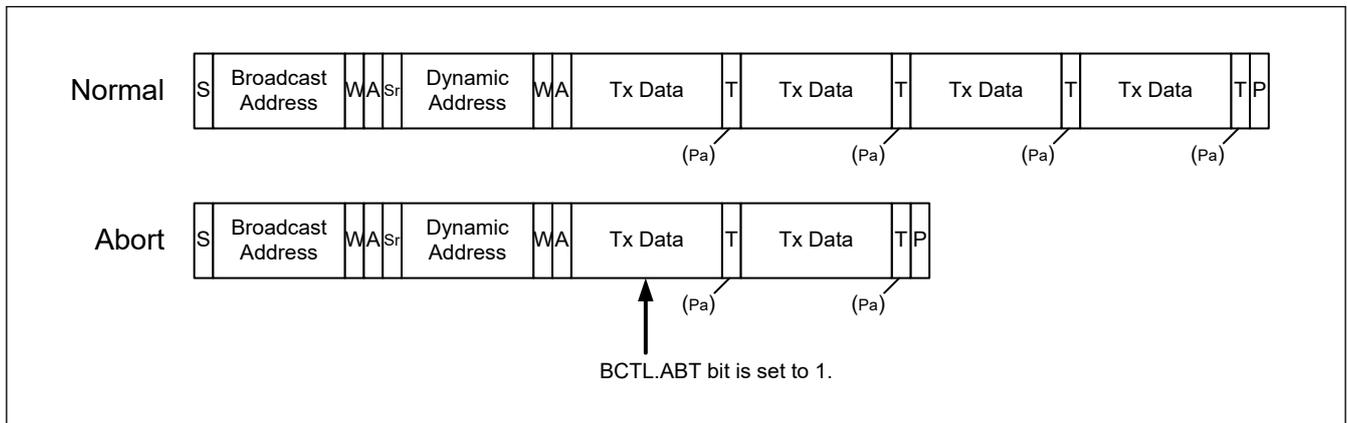 Normal
S Broadcast Address W A Sr Dynamic Address W A Tx Data T Tx Data T Tx Data T Tx Data T P
(Pa) (Pa) (Pa) (Pa)
Abort
S Broadcast Address W A Sr Dynamic Address W A Tx Data T Tx Data T P
(Pa) (Pa)
BCTL.ABT bit is set to 1.